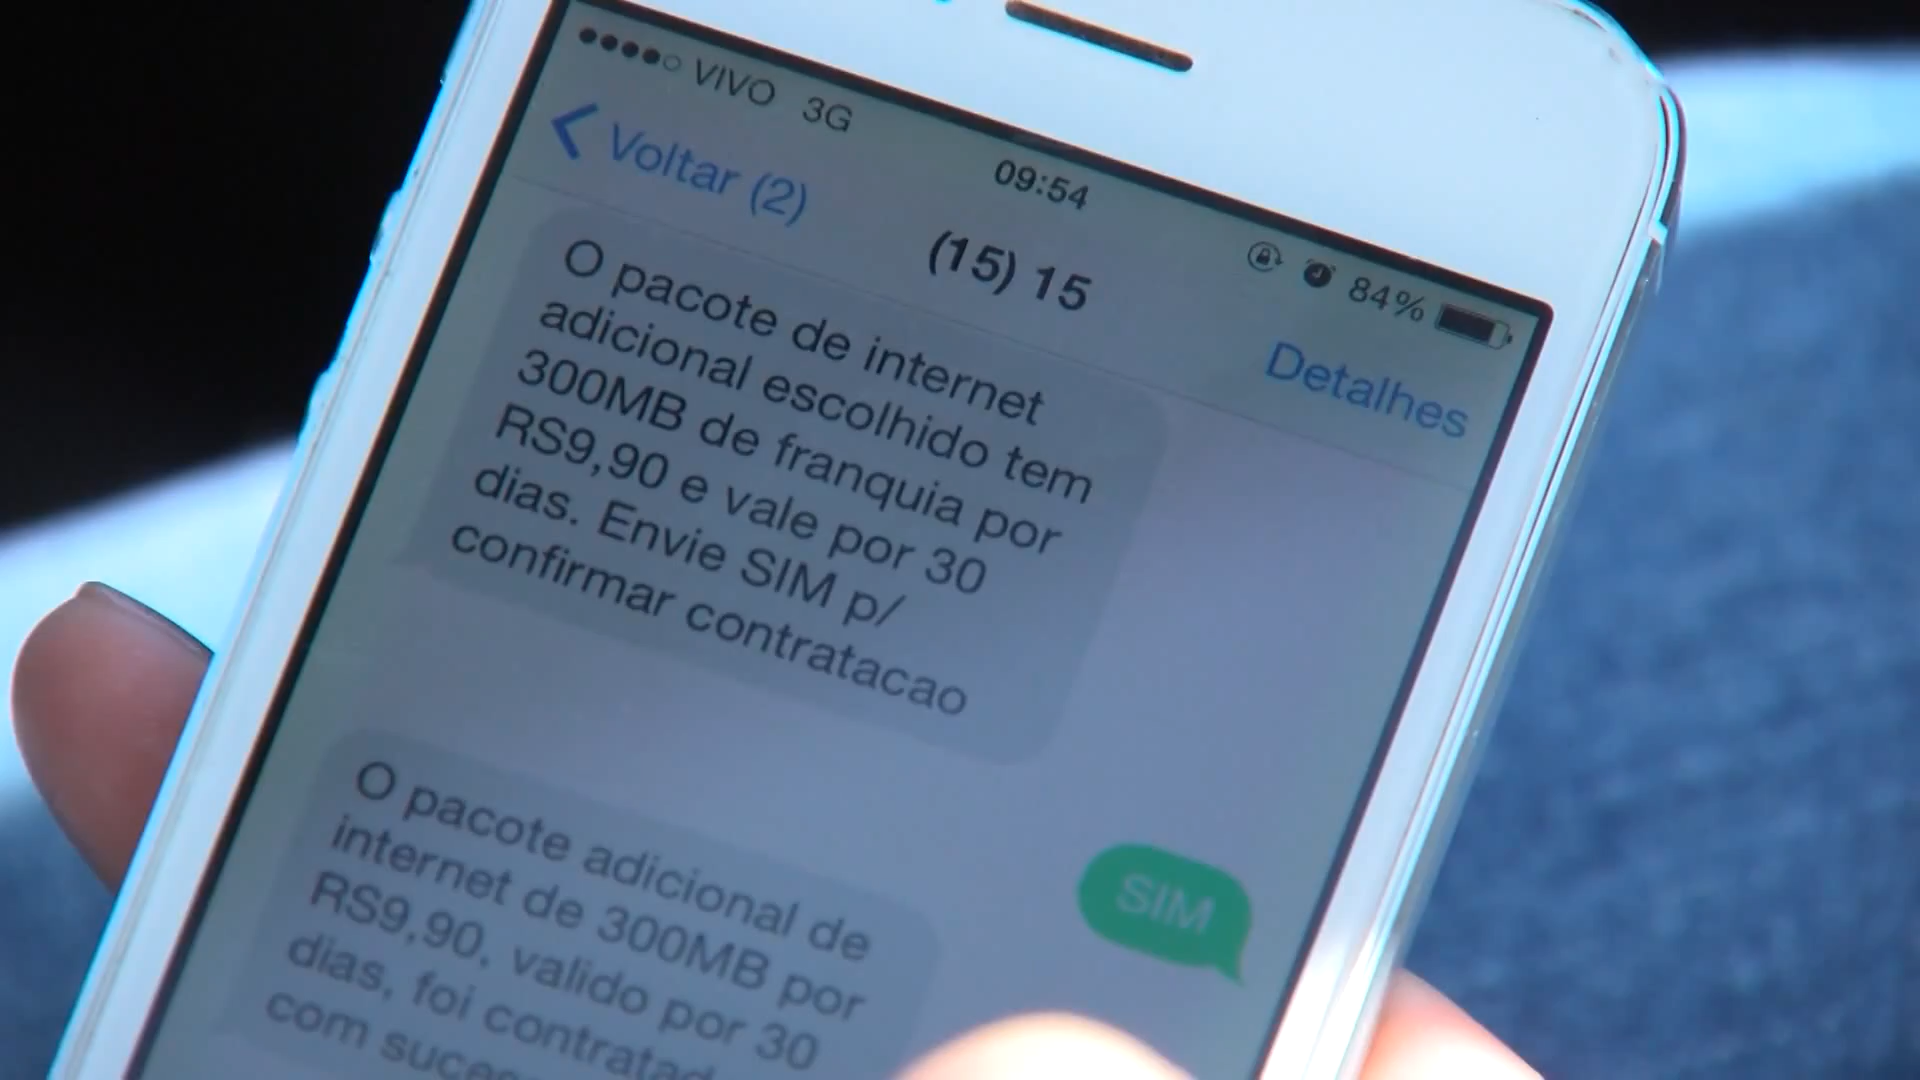 VIVO 3G
09:54
84%
Voltar (2)
(15) 15
Detalhes
O pacote de internet
adicional escolhido tem
300MB de franquia por
RS9,90 e vale por 30
dias. Envie SIM p/
confirmar contratacao
SIM
O pacote adicional de
internet de 300MB por
RS9,90, valido por 30
dias, foi contratad
com suces